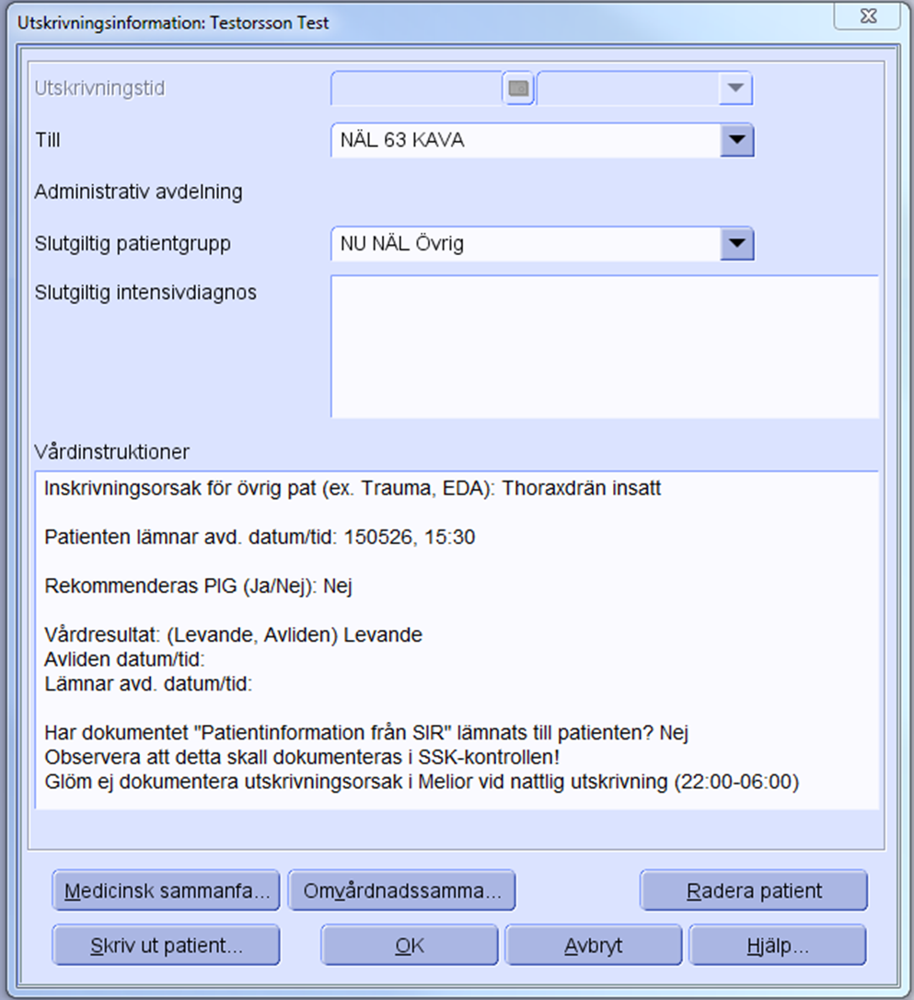 Utskrivningsinformation: Testorsson Test
Utskrivningstid
Till NÄL 63 KAVA
Administrativ avdelning
Slutgiltig patientgrupp NU NÄL Övrig
Slutgiltig intensivdiagnos
Vårdinstruktioner
Inskrivningsorsak för övrig pat (ex. Trauma, EDA): Thoraxdrän insatt
Patienten lämnar avd. datum/tid: 150526, 15:30
Rekommenderas PIG (Ja/Nej): Nej
Vårdresultat: (Levande, Avliden) Levande
Avliden datum/tid:
Lämnar avd. datum/tid:
Har dokumentet "Patientinformation från SIR" lämnats till patienten? Nej
Observera att detta skall dokumenteras i SSK-kontrollen!
Glöm ej dokumentera utskrivningsorsak i Melior vid nattlig utskrivning (22:00-06:00)
Medicinsk sammanfa... Omvårdnadssamma... Radera patient
Skriv ut patient... OK Avbryt Hjälp...